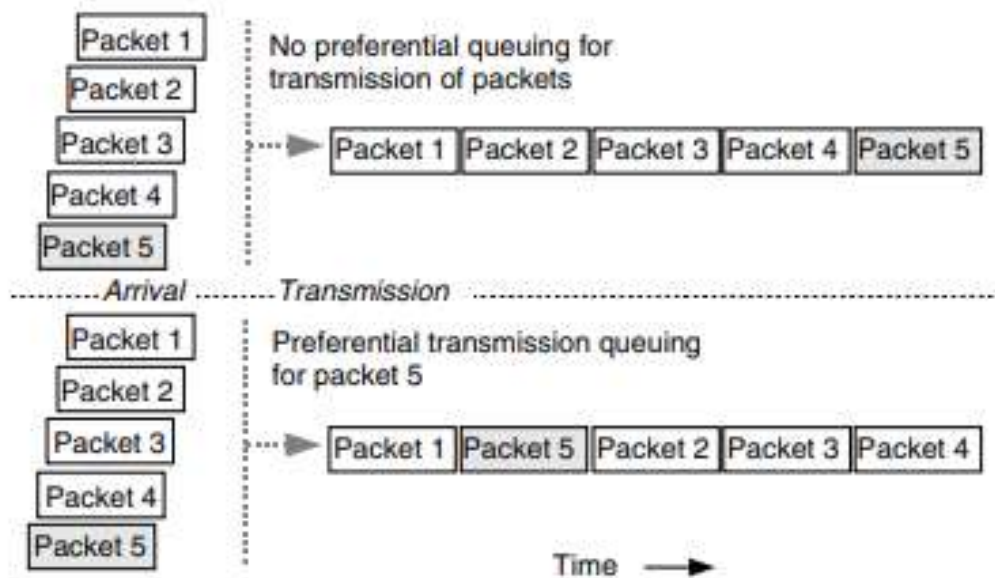 Packet 1
Packet 2
Packet 3
Packet 4
Packet 5
No preferential queuing for
transmission of packets
Packet 1 Packet 2 Packet 3 Packet 4 Packet 5
Arrival Transmission
Packet 1
Packet 2
Packet 3
Packet 4
Packet 5
Preferential transmission queuing
for packet 5
Packet 1 Packet 5 Packet 2 Packet 3 Packet 4
Time